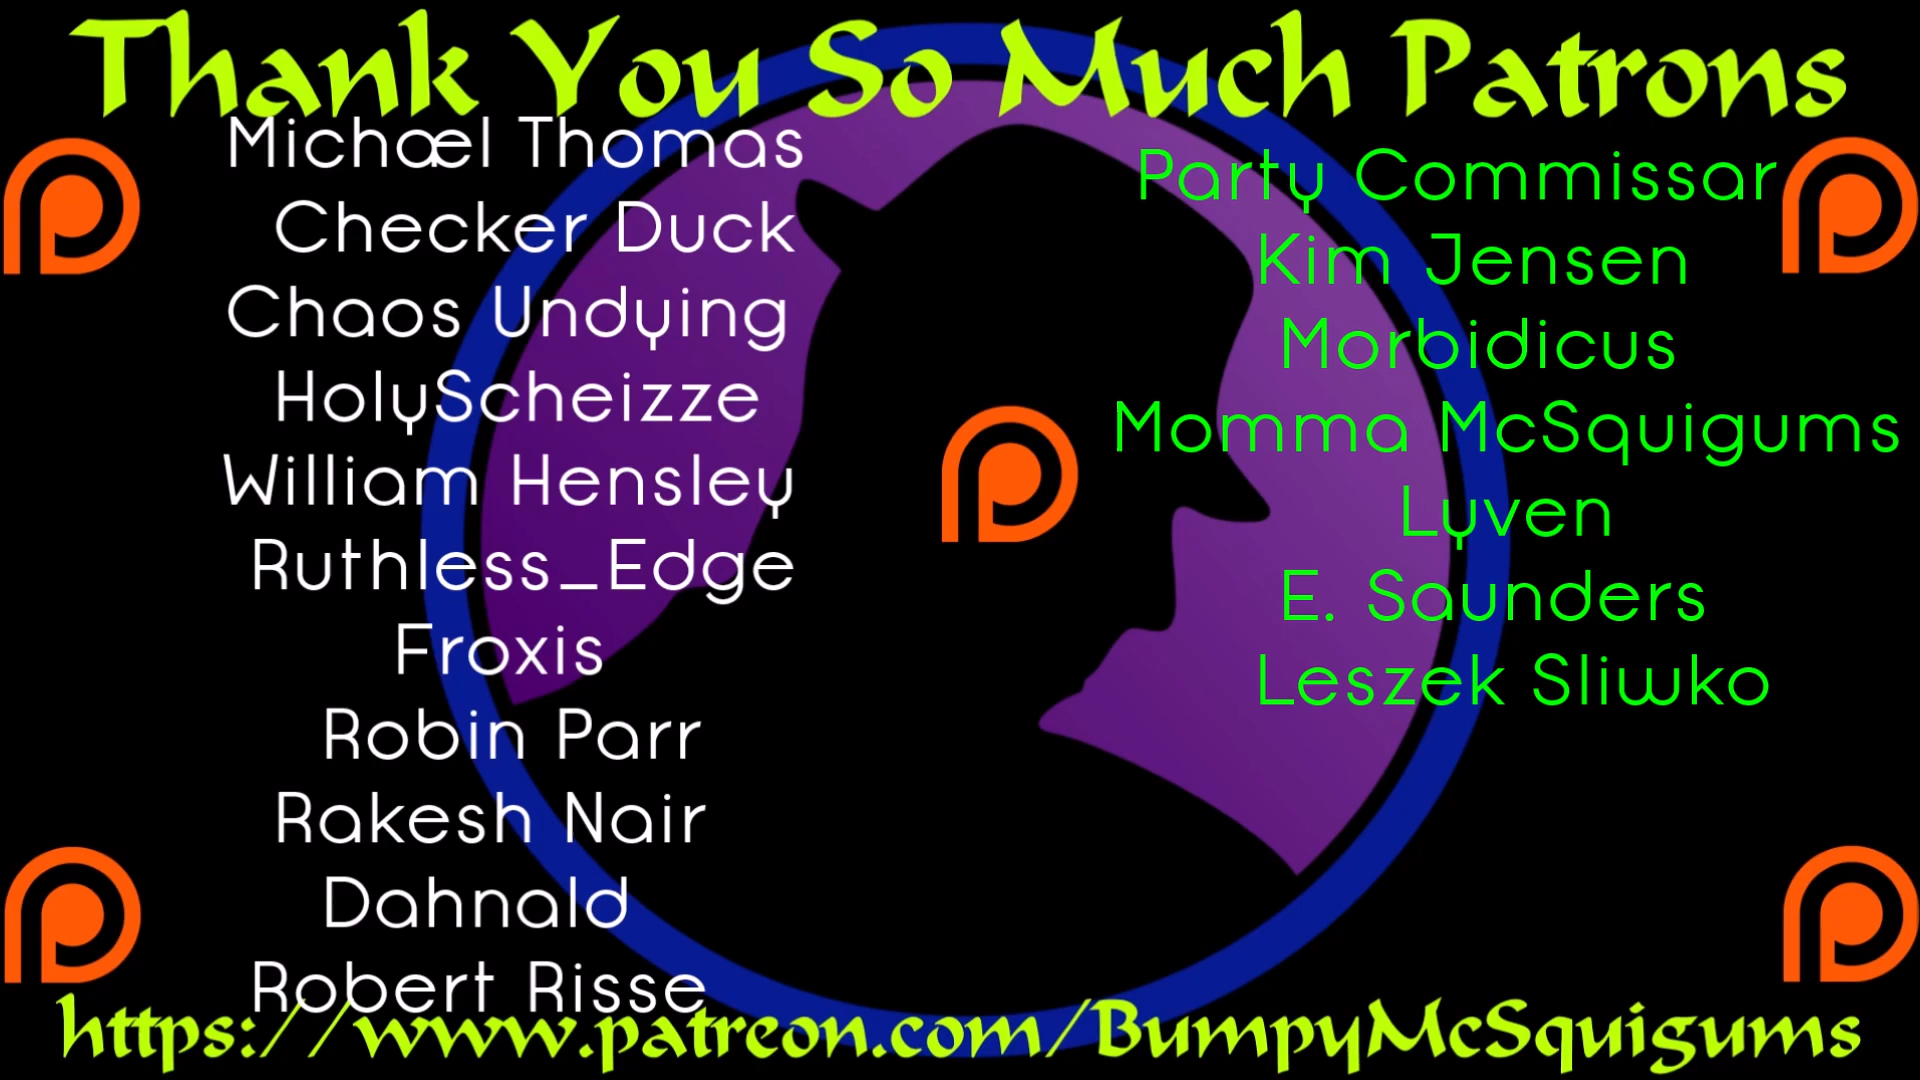 Thank You So Much Patrons
Michael Thomas
Checker Duck
Chaos Undying
HolyScheizze
William Hensley
Ruthless_Edge
Froxis
Robin Parr
Rakesh Nair
Dahnald
Robert Risse
Party Commissar
Kim Jensen
Morbidicus
Momma McSquigums
Lyven
E. Saunders
Leszek Sliwko
https://www.patreon.com/BumpyMcSquigums